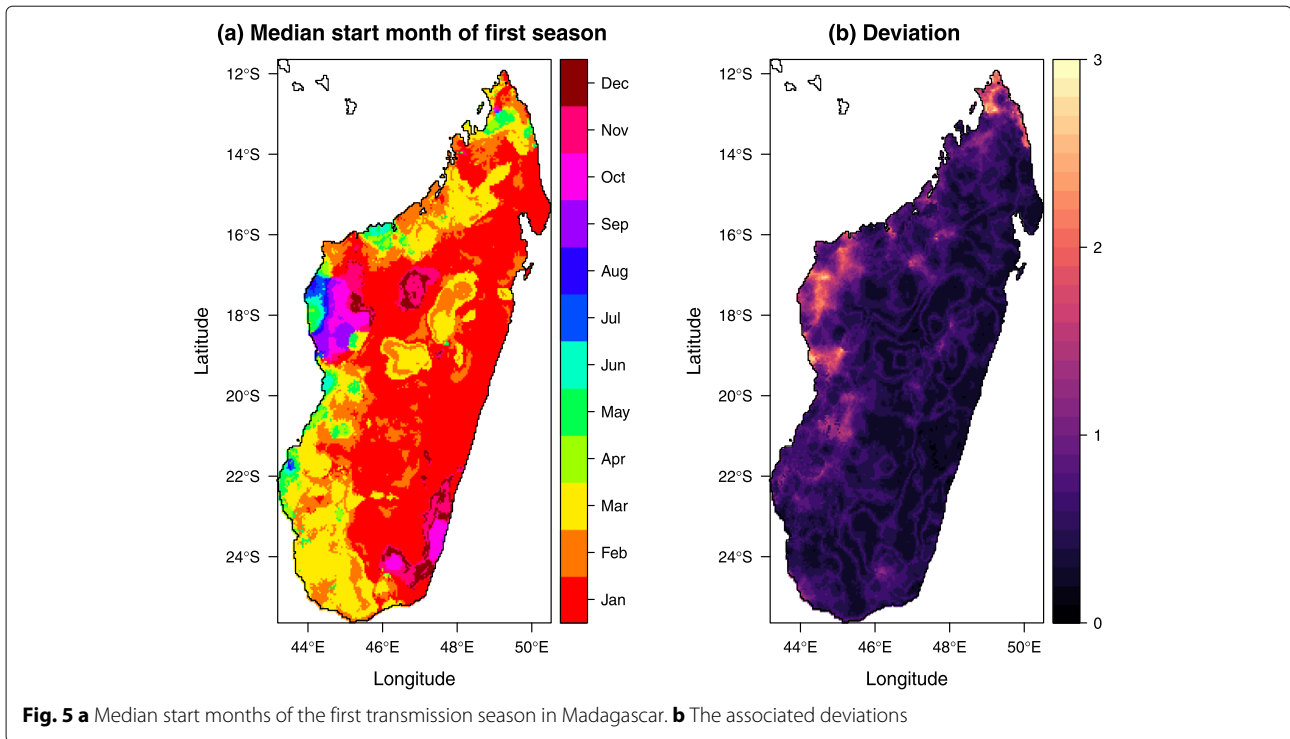 (a) Median start month of first season
(b) Deviation
12°S
14°S
16°S
18°S
20°S
22°S
24°S
Latitude
44°E
46°E
48°E
50°E
Longitude
Dec
Nov
Oct
Sep
Aug
Jul
Jun
May
Apr
Mar
Feb
Jan
12°S
14°S
16°S
18°S
20°S
22°S
24°S
Latitude
44°E
46°E
48°E
50°E
Longitude
3
2
1
0
Fig. 5 a Median start months of the first transmission season in Madagascar. b The associated deviations